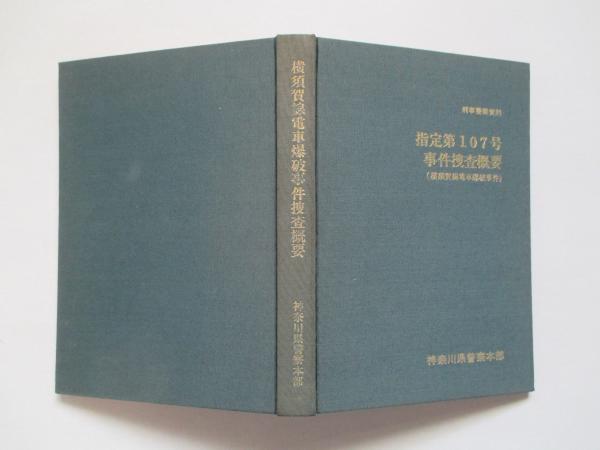 刑事警察資料
指定第107号
事件捜査概要
(横須賀線電車爆破事件)
神奈川県警察本部
横須賀線電車爆破事件捜査概要
神奈川県警察本部